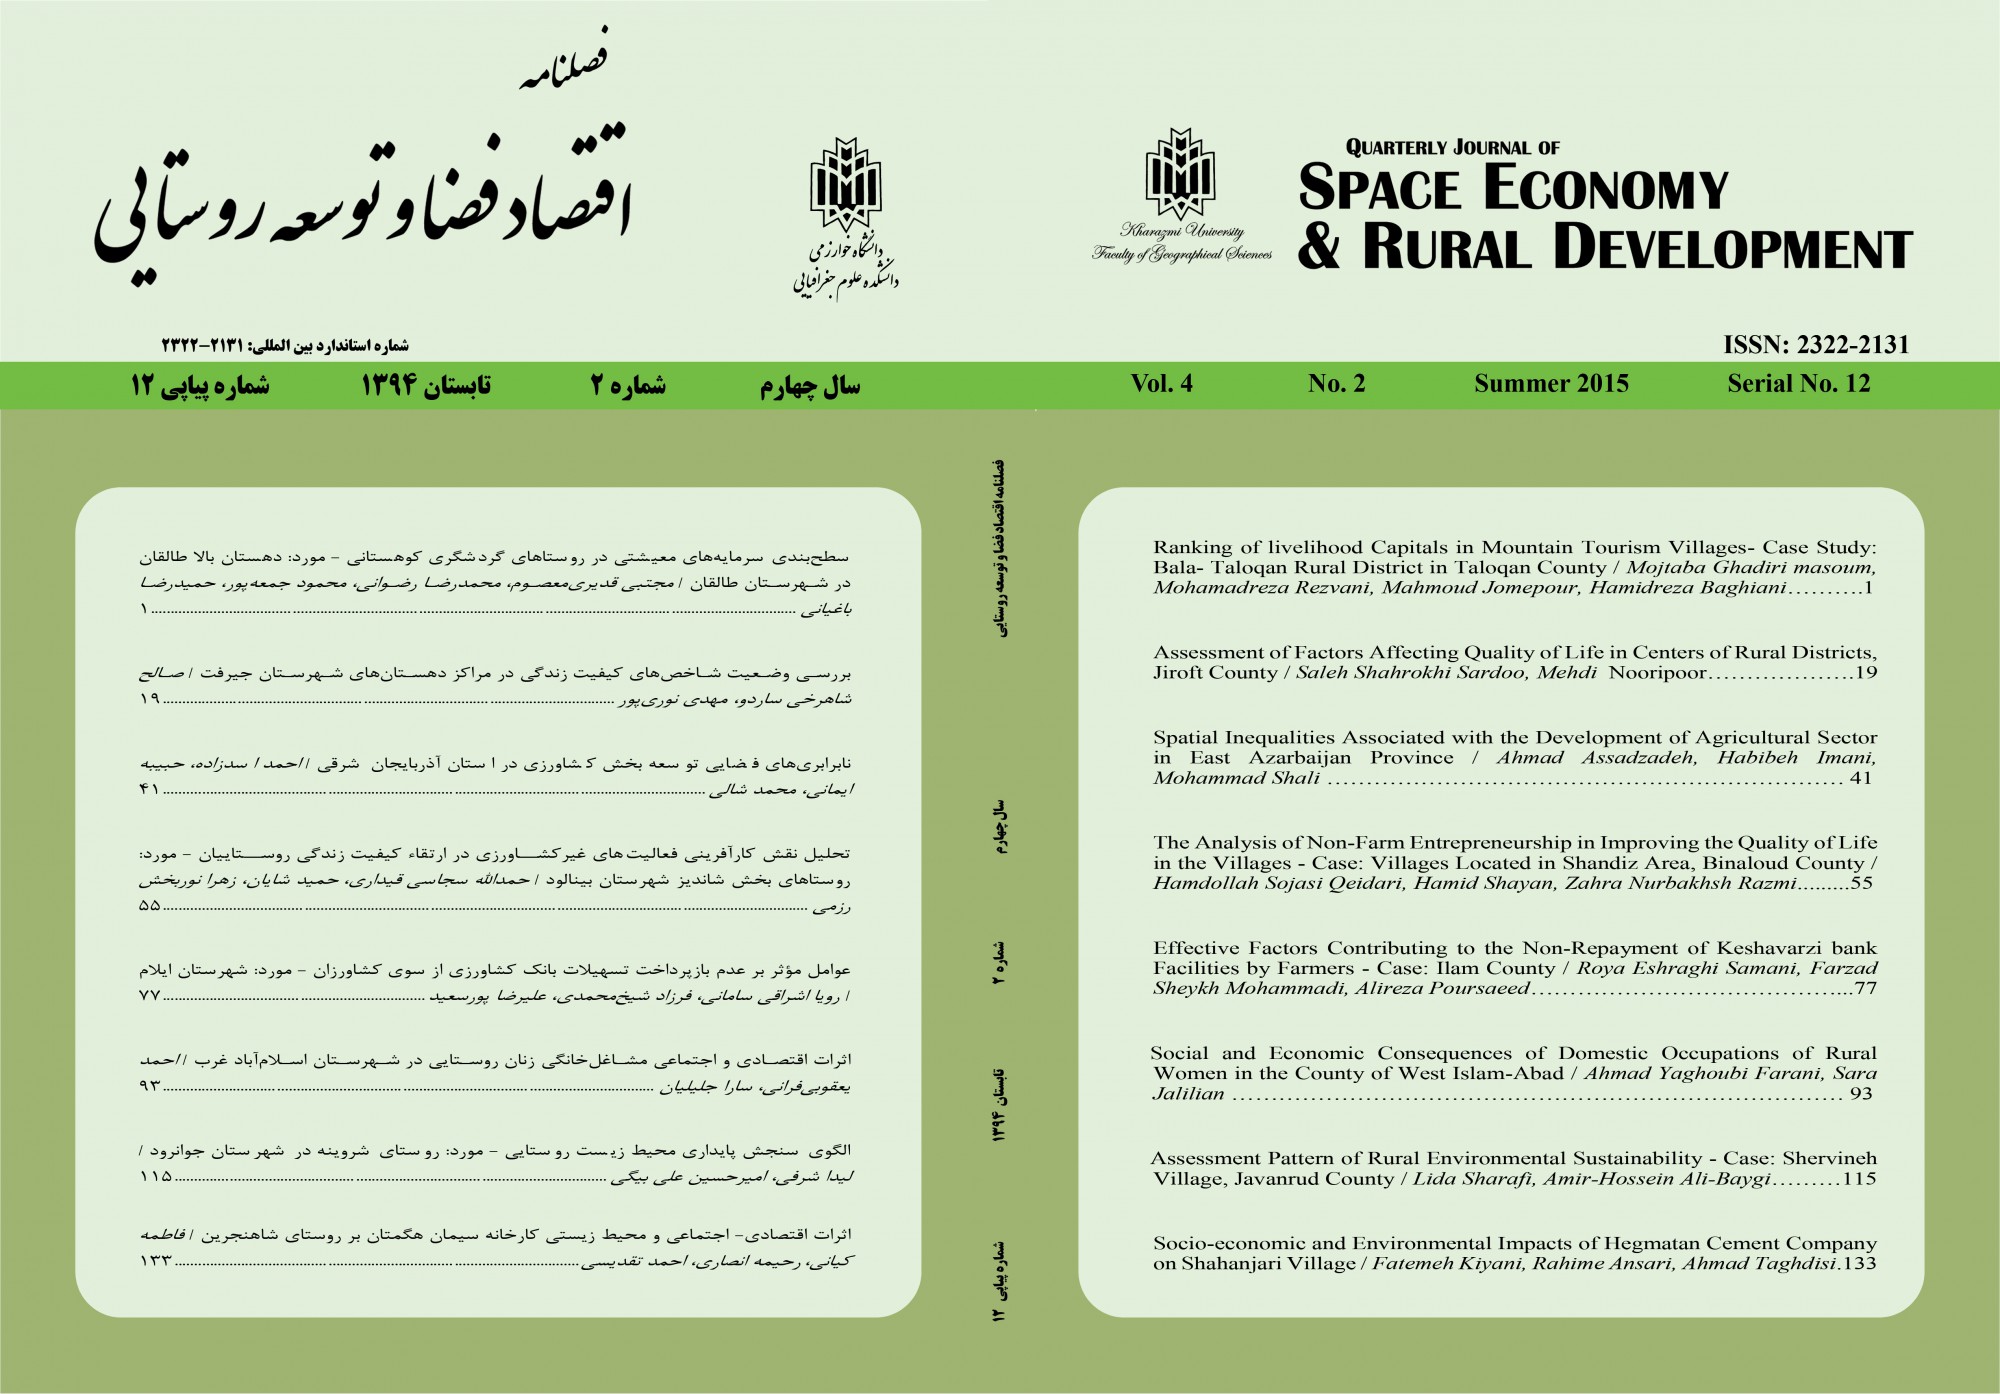 فصلنامه
اقتصاد فضا و توسعه روستایی
دانشگاه خوارزمی
دانشکده علوم جغرافیایی
شماره استاندارد بین المللی: ۲۱۳۱-۲۳۲۲
سال چهارم شماره ۲ تابستان ۱۳۹۴ شماره پیاپی ۱۲
سطح‌بندی سرمایه‌های معیشتی در روستاهای گردشگری کوهستانی - مورد: دهستان بالا طالقان
در شهرستان طالقان / مجتبی قدیری‌معصوم، محمدرضا رضوانی، محمود جمعه‌پور، حمیدرضا
باغیانی ........ ۱
بررسی وضعیت شاخص‌های کیفیت زندگی در مراکز دهستان‌های شهرستان جیرفت / صالح
شاهرخی ساردو، مهدی نوری‌پور ........ ۱۹
نابرابری‌های فضایی توسعه بخش کشاورزی در استان آذربایجان شرقی / احمد اسدزاده، حبیبه
ایمانی، محمد شالی ........ ۴۱
تحلیل نقش کارآفرینی فعالیت‌های غیرکشاورزی در ارتقاء کیفیت زندگی روستاییان - مورد:
روستاهای بخش شاندیز شهرستان بینالود / حمدالله سجاسی قیداری، حمید شایان، زهرا نوربخش
رزمی ........ ۵۵
عوامل مؤثر بر عدم بازپرداخت تسهیلات بانک کشاورزی از سوی کشاورزان - مورد: شهرستان ایلام
/ رویا اشراقی سامانی، فرزاد شیخ‌محمدی، علیرضا پورسعید ........ ۷۷
اثرات اقتصادی و اجتماعی مشاغل‌خانگی زنان روستایی در شهرستان اسلام‌آباد غرب / احمد
یعقوبی‌فرانی، سارا جلیلیان ........ ۹۳
الگوی سنجش پایداری محیط زیست روستایی - مورد: روستای شروینه در شهرستان جوانرود /
لیدا شرفی، امیرحسین علی بیگی ........ ۱۱۵
اثرات اقتصادی- اجتماعی و محیط زیستی کارخانه سیمان هگمتان بر روستای شاهنجرین / فاطمه
کیانی، رحیمه انصاری، احمد تقدیسی ........ ۱۳۳
فصلنامه اقتصاد فضا و توسعه روستایی سال چهارم شماره ۲ تابستان ۱۳۹۴ شماره پیاپی ۱۲
Kharazmi University
Faculty of Geographical Sciences
QUARTERLY JOURNAL OF
SPACE ECONOMY
& RURAL DEVELOPMENT
ISSN: 2322-2131
Vol. 4 No. 2 Summer 2015 Serial No. 12
Ranking of livelihood Capitals in Mountain Tourism Villages- Case Study:
Bala- Taloqan Rural District in Taloqan County / Mojtaba Ghadiri masoum,
Mohamadreza Rezvani, Mahmoud Jomepour, Hamidreza Baghiani..........1
Assessment of Factors Affecting Quality of Life in Centers of Rural Districts,
Jiroft County / Saleh Shahrokhi Sardoo, Mehdi Nooripoor...................19
Spatial Inequalities Associated with the Development of Agricultural Sector
in East Azarbaijan Province / Ahmad Assadzadeh, Habibeh Imani,
Mohammad Shali ........ 41
The Analysis of Non-Farm Entrepreneurship in Improving the Quality of Life
in the Villages - Case: Villages Located in Shandiz Area, Binaloud County /
Hamdollah Sojasi Qeidari, Hamid Shayan, Zahra Nurbakhsh Razmi.........55
Effective Factors Contributing to the Non-Repayment of Keshavarzi bank
Facilities by Farmers - Case: Ilam County / Roya Eshraghi Samani, Farzad
Sheykh Mohammadi, Alireza Poursaeed........77
Social and Economic Consequences of Domestic Occupations of Rural
Women in the County of West Islam-Abad / Ahmad Yaghoubi Farani, Sara
Jalilian ........ 93
Assessment Pattern of Rural Environmental Sustainability - Case: Shervineh
Village, Javanrud County / Lida Sharafi, Amir-Hossein Ali-Baygi.........115
Socio-economic and Environmental Impacts of Hegmatan Cement Company
on Shahanjari Village / Fatemeh Kiyani, Rahime Ansari, Ahmad Taghdisi.133